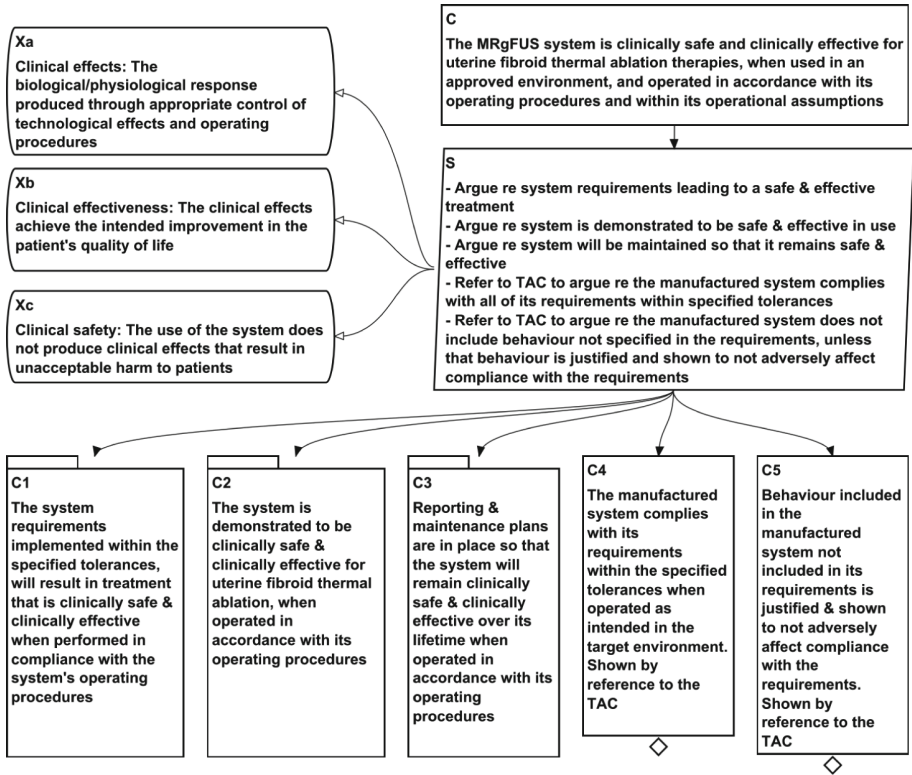 Xa
Clinical effects: The
biological/physiological response
produced through appropriate control of
technological effects and operating
procedures
Xb
Clinical effectiveness: The clinical effects
achieve the intended improvement in the
patient's quality of life
Xc
Clinical safety: The use of the system does
not produce clinical effects that result in
unacceptable harm to patients
C
The MRgFUS system is clinically safe and clinically effective for
uterine fibroid thermal ablation therapies, when used in an
approved environment, and operated in accordance with its
operating procedures and within its operational assumptions
S
- Argue re system requirements leading to a safe & effective
treatment
- Argue re system is demonstrated to be safe & effective in use
- Argue re system will be maintained so that it remains safe &
effective
- Refer to TAC to argue re the manufactured system complies
with all of its requirements within specified tolerances
- Refer to TAC to argue re the manufactured system does not
include behaviour not specified in the requirements, unless
that behaviour is justified and shown to not adversely affect
compliance with the requirements
C1
The system
requirements
implemented within the
specified tolerances,
will result in treatment
that is clinically safe &
clinically effective
when performed in
compliance with the
system's operating
procedures
C2
The system is
demonstrated to be
clinically safe &
clinically effective for
uterine fibroid thermal
ablation, when
operated in
accordance with its
operating procedures
C3
Reporting &
maintenance plans
are in place so that
the system will
remain clinically
safe & clinically
effective over its
lifetime when
operated in
accordance with its
operating
procedures
C4
The manufactured
system complies
with its
requirements
within the specified
tolerances when
operated as
intended in the
target environment.
Shown by
reference to the
TAC
C5
Behaviour included
in the
manufactured
system not
included in its
requirements is
justified & shown
to not adversely
affect compliance
with the
requirements.
Shown by
reference to the
TAC